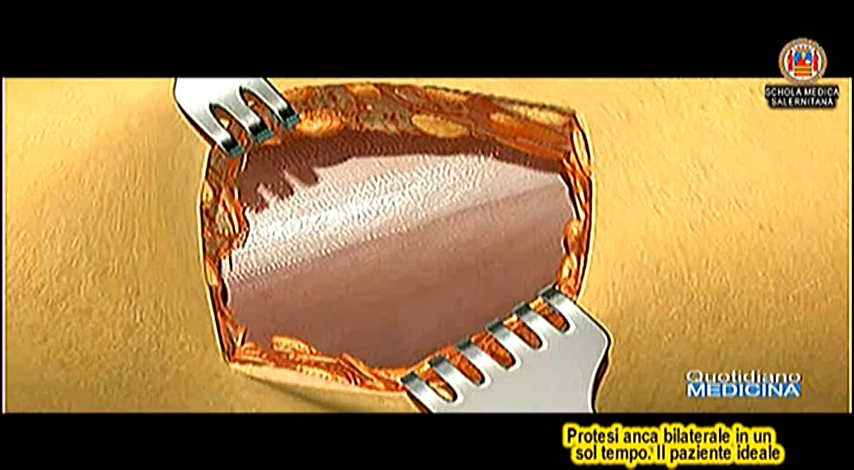 SCHOLA MEDICA
SALERNITANA
Quotidiano
MEDICINA
Protesi anca bilaterale in un
sol tempo. Il paziente ideale